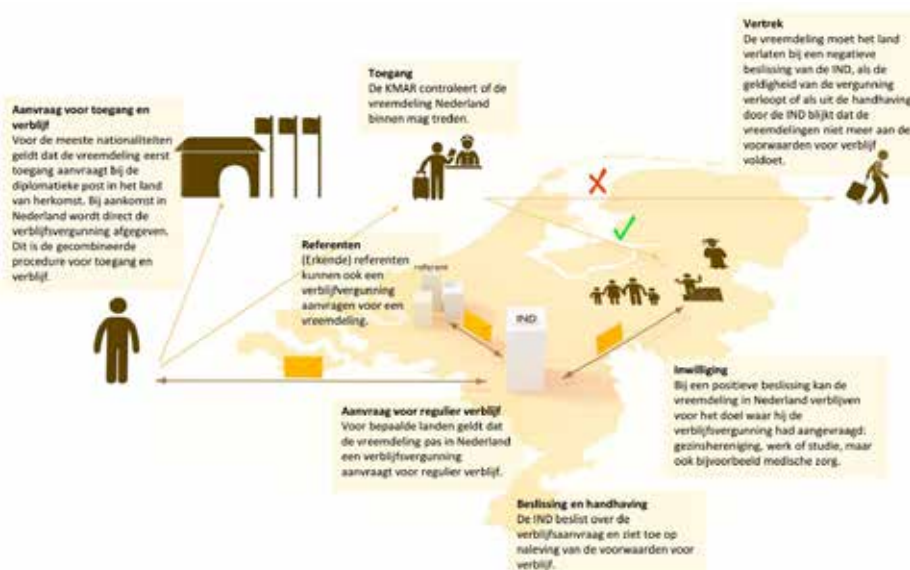 Aanvraag voor toegang en
verblijf
Voor de meeste nationaliteiten
geldt dat de vreemdeling eerst
toegang aanvraagt bij de
diplomatieke post in het land
van herkomst. Bij aankomst in
Nederland wordt direct de
verblijfsvergunning afgegeven.
Dit is de gecombineerde
procedure voor toegang en
verblijf.
Toegang
De KMAR controleert of de
vreemdeling Nederland
binnen mag treden.
Vertrek
De vreemdeling moet het land
verlaten bij een negatieve
beslissing van de IND, als de
geldigheid van de vergunning
verloopt of als uit de handhaving
door de IND blijkt dat de
vreemdelingen niet meer aan de
voorwaarden voor verblijf
voldoet.
Referenten
(Erkende) referenten
kunnen ook een
verblijfvergunning
aanvragen voor een
vreemdeling.
referent
IND
Aanvraag voor regulier verblijf
Voor bepaalde landen geldt dat
de vreemdeling pas in Nederland
een verblijfsvergunning
aanvraagt voor regulier verblijf.
Inwilliging
Bij een positieve beslissing kan de
vreemdeling in Nederland verblijven
voor het doel waar hij de
verblijfsvergunning had aangevraagd:
gezinshereniging, werk of studie, maar
ook bijvoorbeeld medische zorg.
Beslissing en handhaving
De IND beslist over de
verblijfsaanvraag en ziet toe op
naleving van de voorwaarden voor
verblijf.